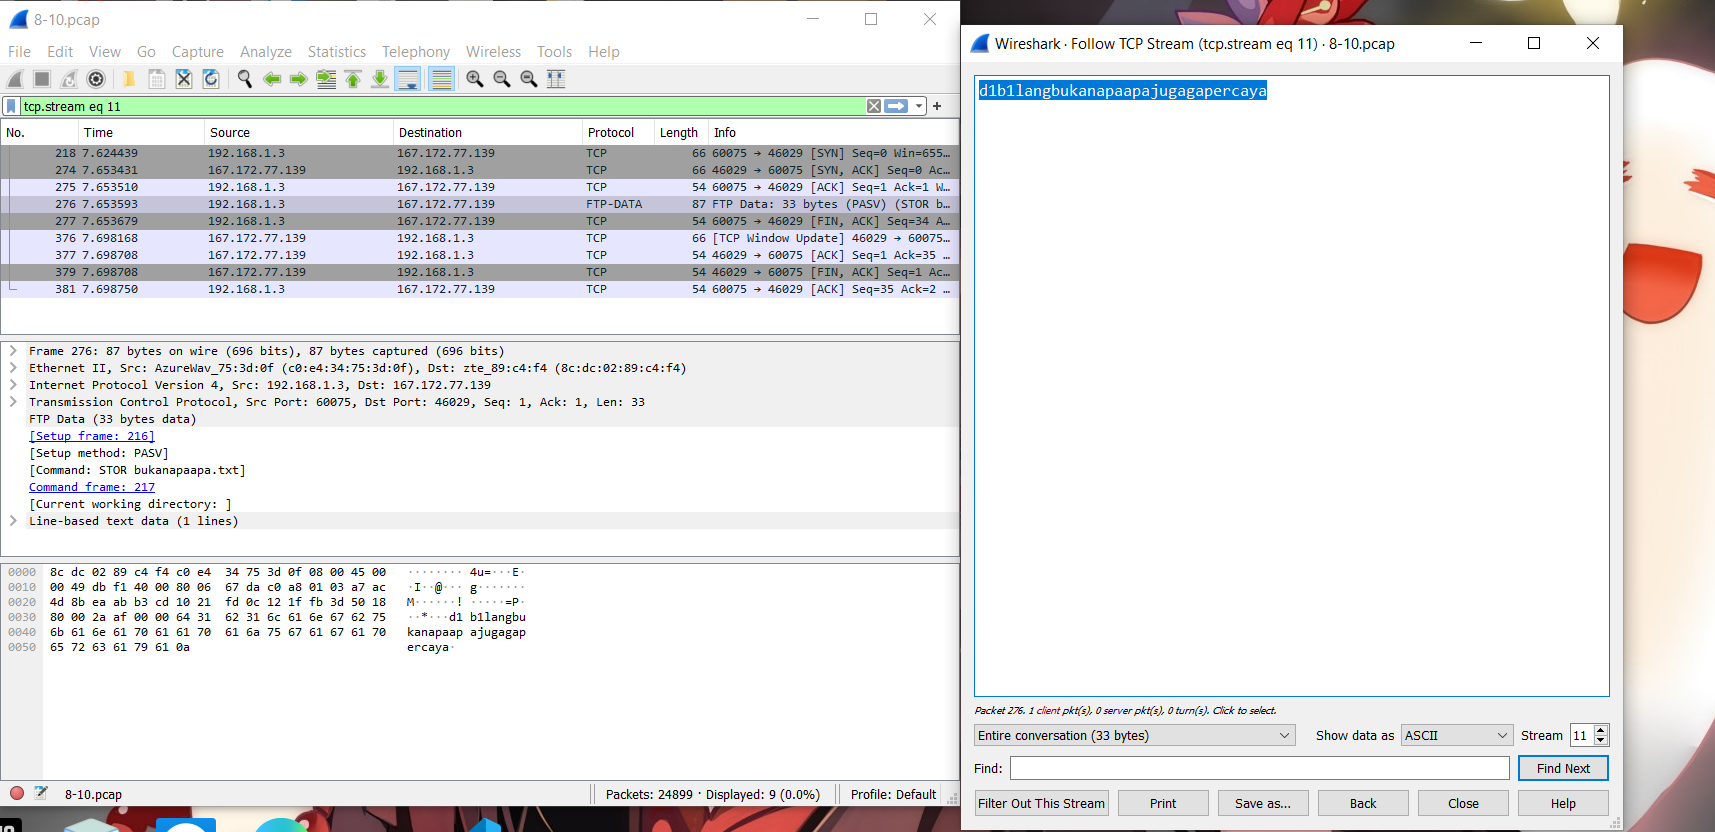 8-10.pcap
File Edit View Go Capture Analyze Statistics Telephony Wireless Tools Help
tcp.stream eq 11
No. Time Source Destination Protocol Length Info
218 7.624439 192.168.1.3 167.172.77.139 TCP 66 60075 → 46029 [SYN] Seq=0 Win=655…
274 7.653431 167.172.77.139 192.168.1.3 TCP 66 46029 → 60075 [SYN, ACK] Seq=0 Ac…
275 7.653510 192.168.1.3 167.172.77.139 TCP 54 60075 → 46029 [ACK] Seq=1 Ack=1 W…
276 7.653593 192.168.1.3 167.172.77.139 FTP-DATA 87 FTP Data: 33 bytes (PASV) (STOR b…
277 7.653679 192.168.1.3 167.172.77.139 TCP 54 60075 → 46029 [FIN, ACK] Seq=34 A…
376 7.698168 167.172.77.139 192.168.1.3 TCP 66 [TCP Window Update] 46029 → 60075…
377 7.698708 167.172.77.139 192.168.1.3 TCP 54 46029 → 60075 [ACK] Seq=1 Ack=35 …
379 7.698708 167.172.77.139 192.168.1.3 TCP 54 46029 → 60075 [FIN, ACK] Seq=1 Ac…
381 7.698750 192.168.1.3 167.172.77.139 TCP 54 60075 → 46029 [ACK] Seq=35 Ack=2 …
Frame 276: 87 bytes on wire (696 bits), 87 bytes captured (696 bits)
Ethernet II, Src: AzureWav_75:3d:0f (c0:e4:34:75:3d:0f), Dst: zte_89:c4:f4 (8c:dc:02:89:c4:f4)
Internet Protocol Version 4, Src: 192.168.1.3, Dst: 167.172.77.139
Transmission Control Protocol, Src Port: 60075, Dst Port: 46029, Seq: 1, Ack: 1, Len: 33
FTP Data (33 bytes data)
[Setup frame: 216]
[Setup method: PASV]
[Command: STOR bukanapaapa.txt]
Command frame: 217
[Current working directory: ]
Line-based text data (1 lines)
0000 8c dc 02 89 c4 f4 c0 e4 34 75 3d 0f 08 00 45 00 ········ 4u=···E·
0010 00 49 db f1 40 00 80 06 67 da c0 a8 01 03 a7 ac ·I··@··· g·······
0020 4d 8b ea ab b3 cd 10 21 fd 0c 12 1f fb 3d 50 18 M······! ·····=P·
0030 80 00 2a af 00 00 64 31 62 31 6c 61 6e 67 62 75 ··*···d1 b1langbu
0040 6b 61 6e 61 70 61 61 70 61 6a 75 67 61 67 61 70 kanapaap ajugagap
0050 65 72 63 61 79 61 0a ercaya·
8-10.pcap
Packets: 24899 · Displayed: 9 (0.0%)
Profile: Default
Wireshark · Follow TCP Stream (tcp.stream eq 11) · 8-10.pcap
d1b1langbukanapaapajugagapercaya
Packet 276. 1 client pkt(s), 0 server pkt(s), 0 turn(s). Click to select.
Entire conversation (33 bytes) Show data as ASCII Stream 11
Find: Find Next
Filter Out This Stream Print Save as... Back Close Help